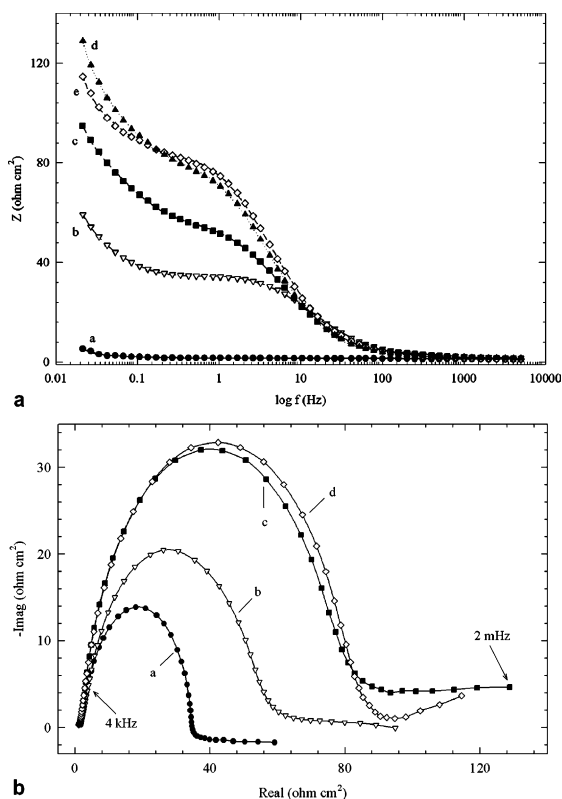 120
80
40
0
Z (ohm cm²)
d
e
c
b
a
0.01 0.1 1 10 100 1000 10000
log f (Hz)
a
30
20
10
0
-Imag (ohm cm²)
d
c
b
a
2 mHz
4 kHz
0 40 80 120
Real (ohm cm²)
b